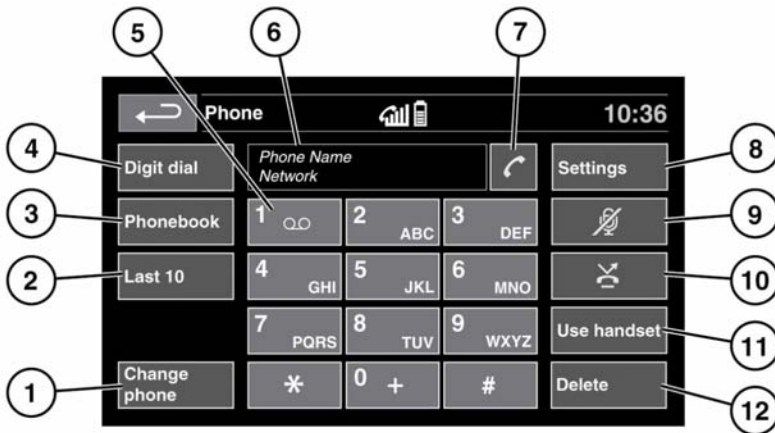 5
6
7
Phone
10:36
4
Digit dial
Phone Name
Network
Settings
8
3
Phonebook
1
2 ABC
3 DEF
9
2
Last 10
4 GHI
5 JKL
6 MNO
10
7 PQRS
8 TUV
9 WXYZ
Use handset
11
1
Change
phone
*
0 +
#
Delete
12